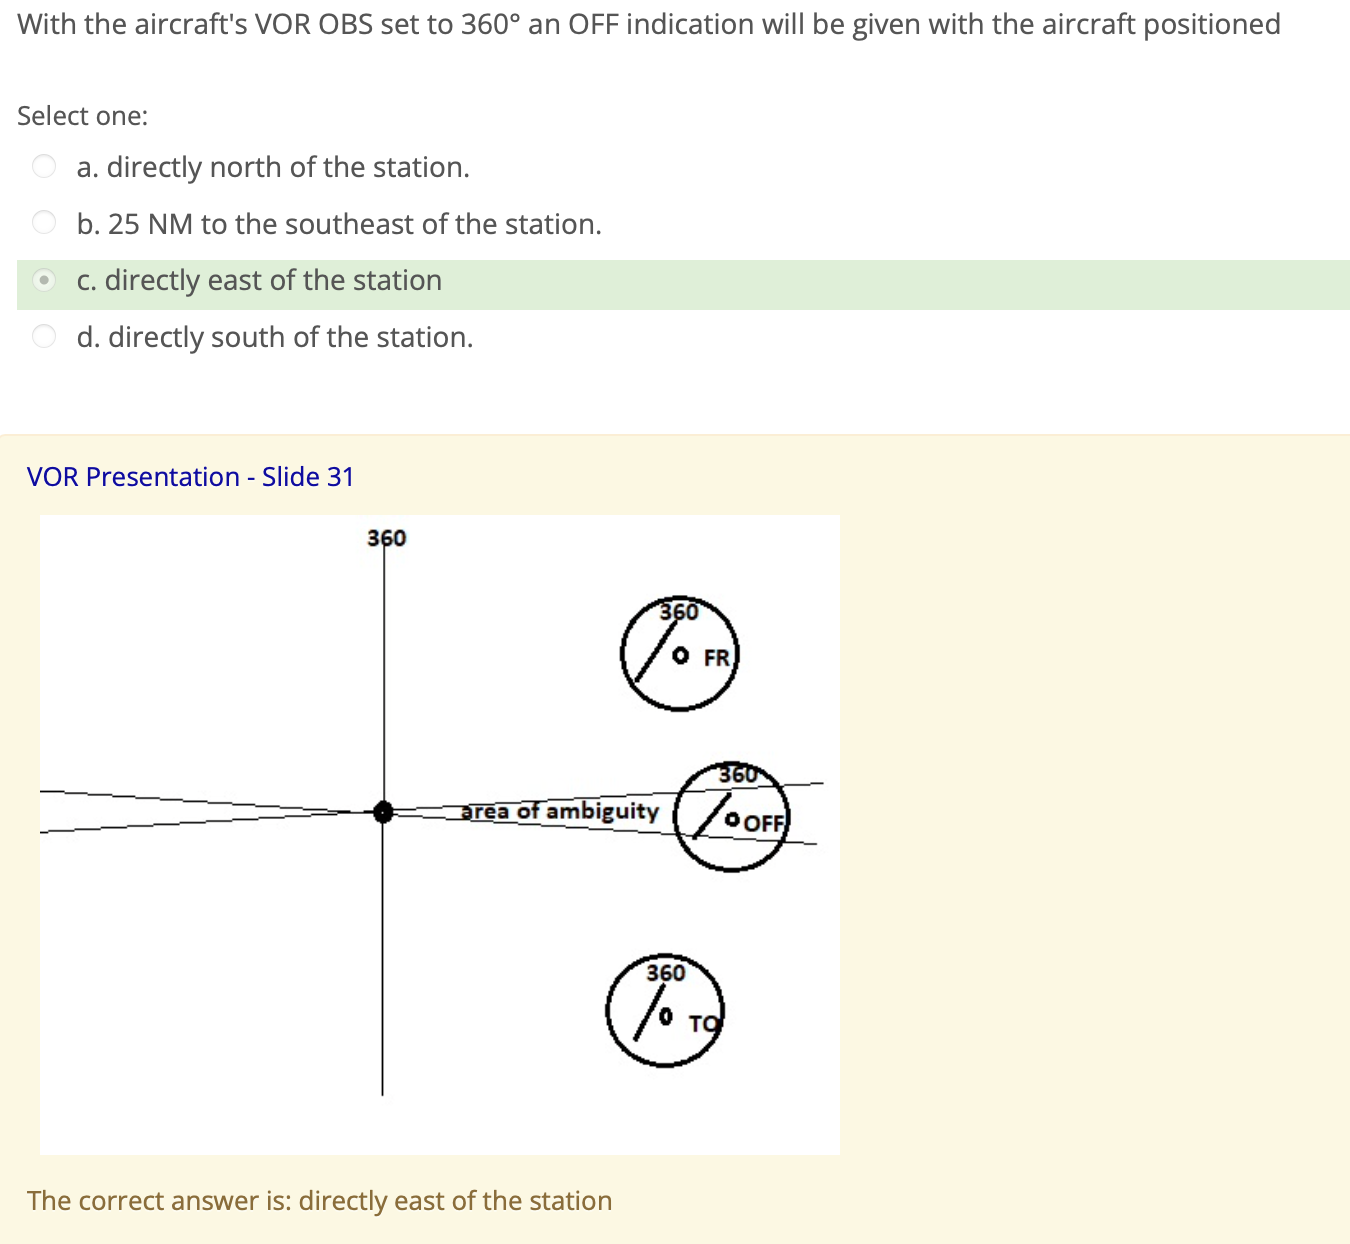 With the aircraft's VOR OBS set to 360° an OFF indication will be given with the aircraft positioned
Select one:
a. directly north of the station.
b. 25 NM to the southeast of the station.
c. directly east of the station
d. directly south of the station.
VOR Presentation - Slide 31
360
360
FR
360
area of ambiguity
OFF
360
TO
The correct answer is: directly east of the station